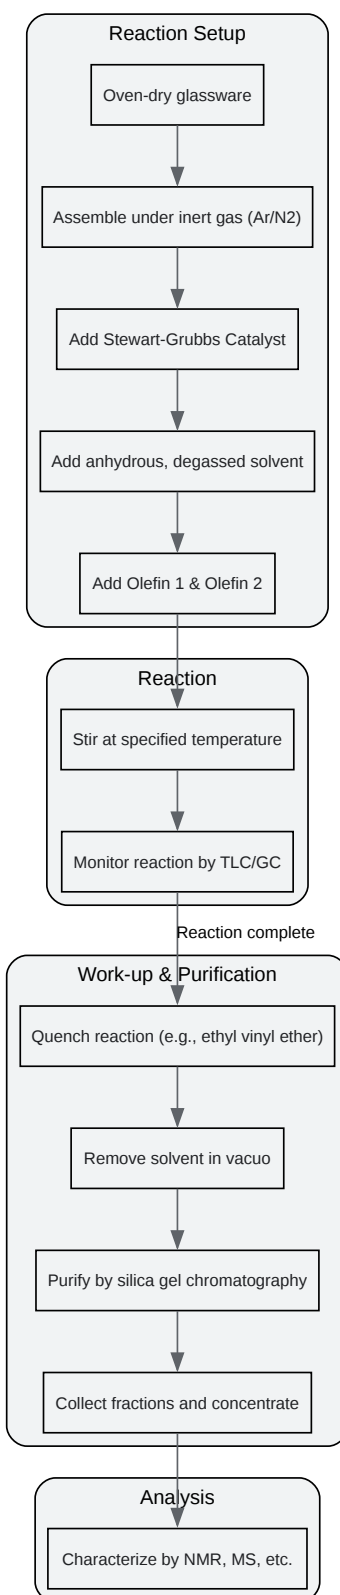 Reaction Setup
Oven-dry glassware
Assemble under inert gas (Ar/N2)
Add Stewart-Grubbs Catalyst
Add anhydrous, degassed solvent
Add Olefin 1 & Olefin 2
Reaction
Stir at specified temperature
Monitor reaction by TLC/GC
Reaction complete
Work-up & Purification
Quench reaction (e.g., ethyl vinyl ether)
Remove solvent in vacuo
Purify by silica gel chromatography
Collect fractions and concentrate
Analysis
Characterize by NMR, MS, etc.